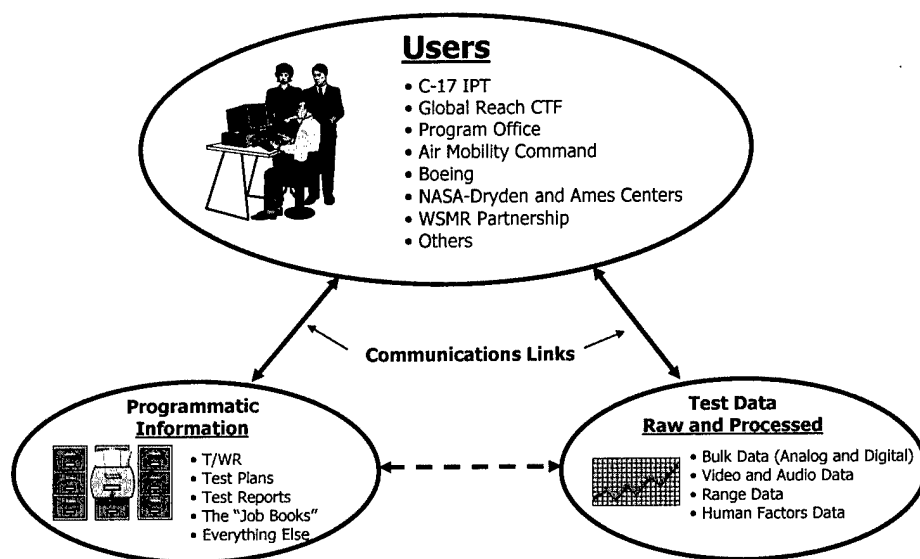 Users
• C-17 IPT
• Global Reach CTF
• Program Office
• Air Mobility Command
• Boeing
• NASA-Dryden and Ames Centers
• WSMR Partnership
• Others
Communications Links
Programmatic
Information
• T/WR
• Test Plans
• Test Reports
• The “Job Books”
• Everything Else
Test Data
Raw and Processed
• Bulk Data (Analog and Digital)
• Video and Audio Data
• Range Data
• Human Factors Data